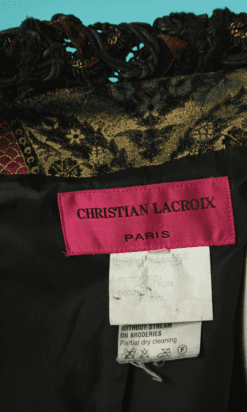 CHRISTIAN LACROIX
PARIS
WITHOUT STREAM
ON BRODERIES
Partial dry cleaning